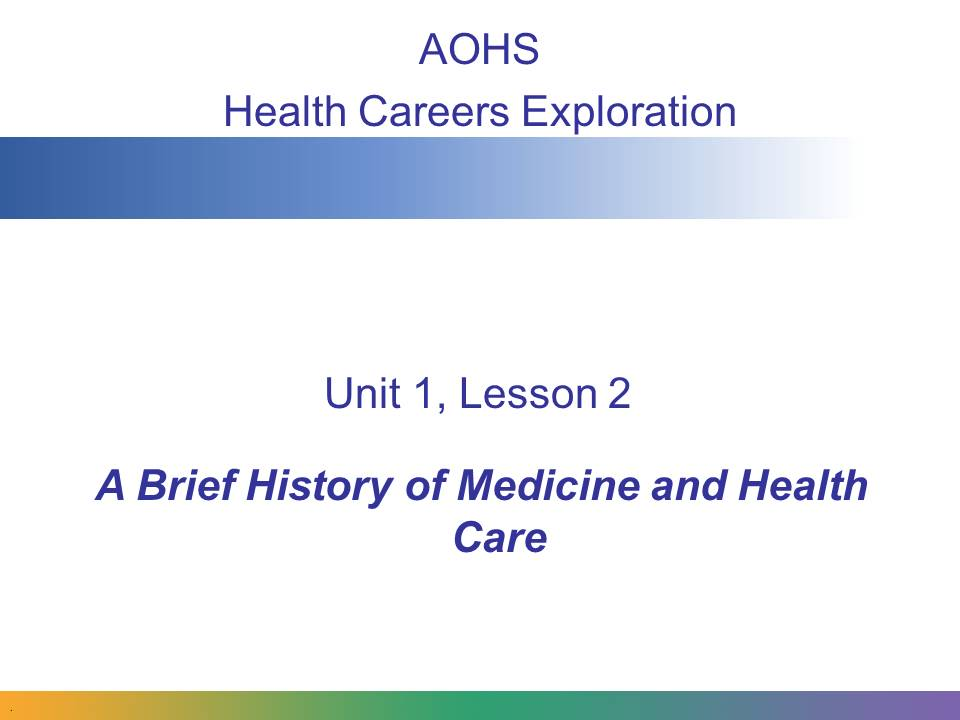 AOHS
Health Careers Exploration
Unit 1, Lesson 2
A Brief History of Medicine and Health
Care
.